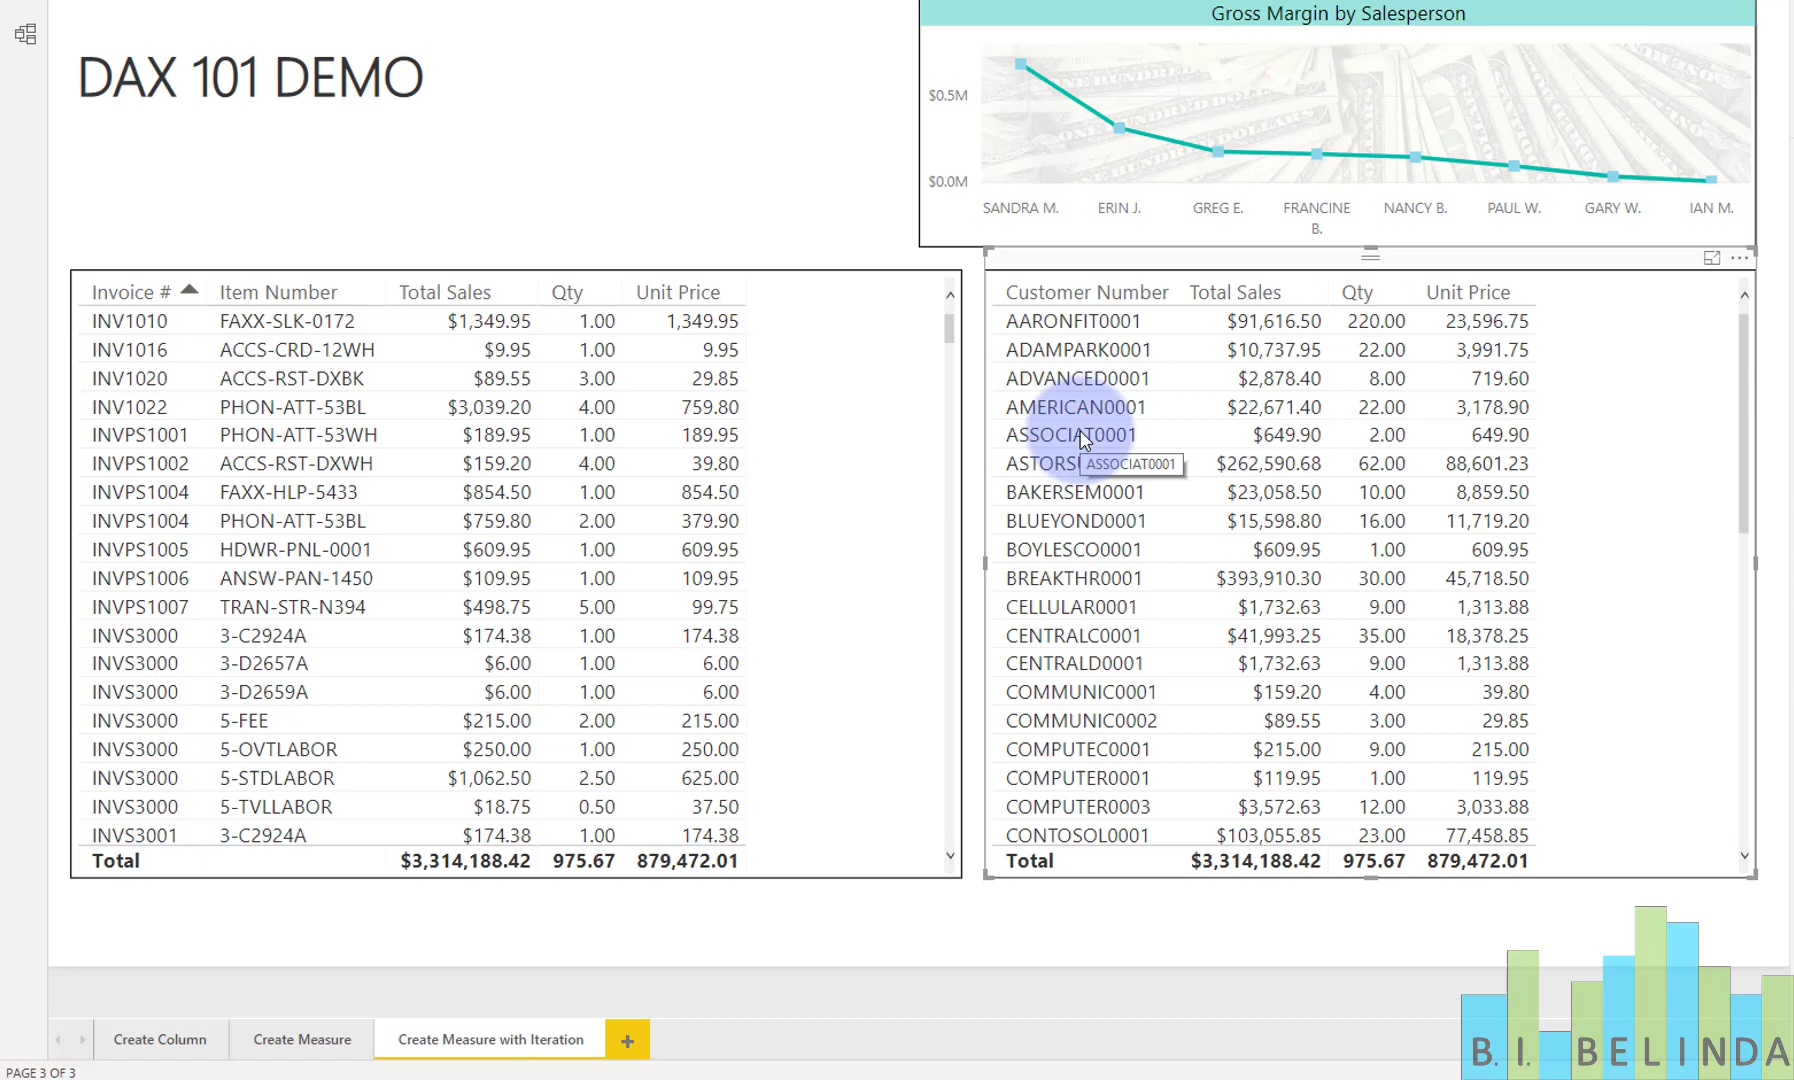 Gross Margin by Salesperson
DAX 101 DEMO
$0.5M
$0.0M
SANDRA M. ERIN J. GREG E. FRANCINE B. NANCY B. PAUL W. GARY W. IAN M.
Invoice # Item Number Total Sales Qty Unit Price
INV1010 FAXX-SLK-0172 $1,349.95 1.00 1,349.95
INV1016 ACCS-CRD-12WH $9.95 1.00 9.95
INV1020 ACCS-RST-DXBK $89.55 3.00 29.85
INV1022 PHON-ATT-53BL $3,039.20 4.00 759.80
INVPS1001 PHON-ATT-53WH $189.95 1.00 189.95
INVPS1002 ACCS-RST-DXWH $159.20 4.00 39.80
INVPS1004 FAXX-HLP-5433 $854.50 1.00 854.50
INVPS1004 PHON-ATT-53BL $759.80 2.00 379.90
INVPS1005 HDWR-PNL-0001 $609.95 1.00 609.95
INVPS1006 ANSW-PAN-1450 $109.95 1.00 109.95
INVPS1007 TRAN-STR-N394 $498.75 5.00 99.75
INVS3000 3-C2924A $174.38 1.00 174.38
INVS3000 3-D2657A $6.00 1.00 6.00
INVS3000 3-D2659A $6.00 1.00 6.00
INVS3000 5-FEE $215.00 2.00 215.00
INVS3000 5-OVTLABOR $250.00 1.00 250.00
INVS3000 5-STDLABOR $1,062.50 2.50 625.00
INVS3000 5-TVLLABOR $18.75 0.50 37.50
INVS3001 3-C2924A $174.38 1.00 174.38
Total $3,314,188.42 975.67 879,472.01
Customer Number Total Sales Qty Unit Price
AARONFIT0001 $91,616.50 220.00 23,596.75
ADAMPARK0001 $10,737.95 22.00 3,991.75
ADVANCED0001 $2,878.40 8.00 719.60
AMERICAN0001 $22,671.40 22.00 3,178.90
ASSOCIAT0001 $649.90 2.00 649.90
$262,590.68 62.00 88,601.23
ASSOCIAT0001
BAKERSEM0001 $23,058.50 10.00 8,859.50
BLUEYOND0001 $15,598.80 16.00 11,719.20
BOYLESCO0001 $609.95 1.00 609.95
BREAKTHR0001 $393,910.30 30.00 45,718.50
CELLULAR0001 $1,732.63 9.00 1,313.88
CENTRALC0001 $41,993.25 35.00 18,378.25
CENTRALD0001 $1,732.63 9.00 1,313.88
COMMUNIC0001 $159.20 4.00 39.80
COMMUNIC0002 $89.55 3.00 29.85
COMPUTEC0001 $215.00 9.00 215.00
COMPUTER0001 $119.95 1.00 119.95
COMPUTER0003 $3,572.63 12.00 3,033.88
CONTOSOL0001 $103,055.85 23.00 77,458.85
Total $3,314,188.42 975.67 879,472.01
Create Column Create Measure Create Measure with Iteration +
B. I. BELINDA
PAGE 3 OF 3